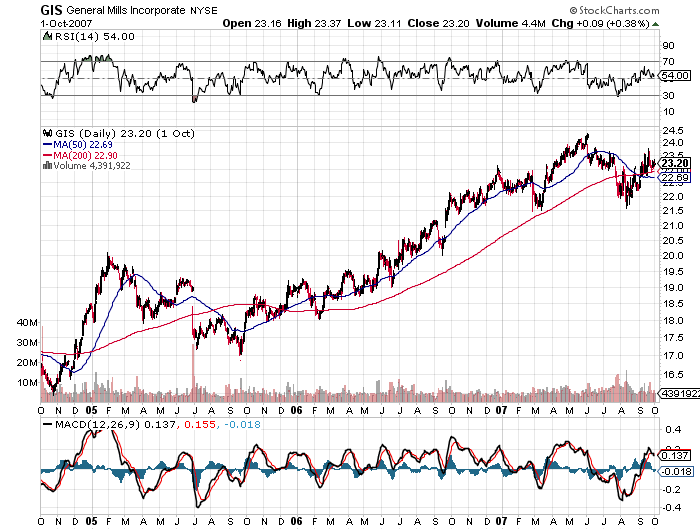 GIS General Mills Incorporate NYSE © StockCharts.com
1-Oct-2007 Open 23.16 High 23.37 Low 23.11 Close 23.20 Volume 4.4M Chg +0.09 (+0.38%)
RSI(14) 54.00
90
70
54.00
30
10
GIS (Daily) 23.20 (1 Oct)
MA(50) 22.69
MA(200) 22.90
Volume 4,391,922
24.5
24.0
23.5
23.20
22.69
22.5
22.0
21.5
21.0
20.5
20.0
19.5
19.0
18.5
18.0
17.5
17.0
16.5
40M
30M
20M
10M
4391922
O N D 05 F M A M J J A S O N D 06 F M A M J J A S O N D 07 F M A M J J A S O
MACD(12,26,9) 0.137, 0.155, -0.018
0.4
0.137
-0.018
-0.2
-0.4
O N D 05 F M A M J J A S O N D 06 F M A M J J A S O N D 07 F M A M J J A S O